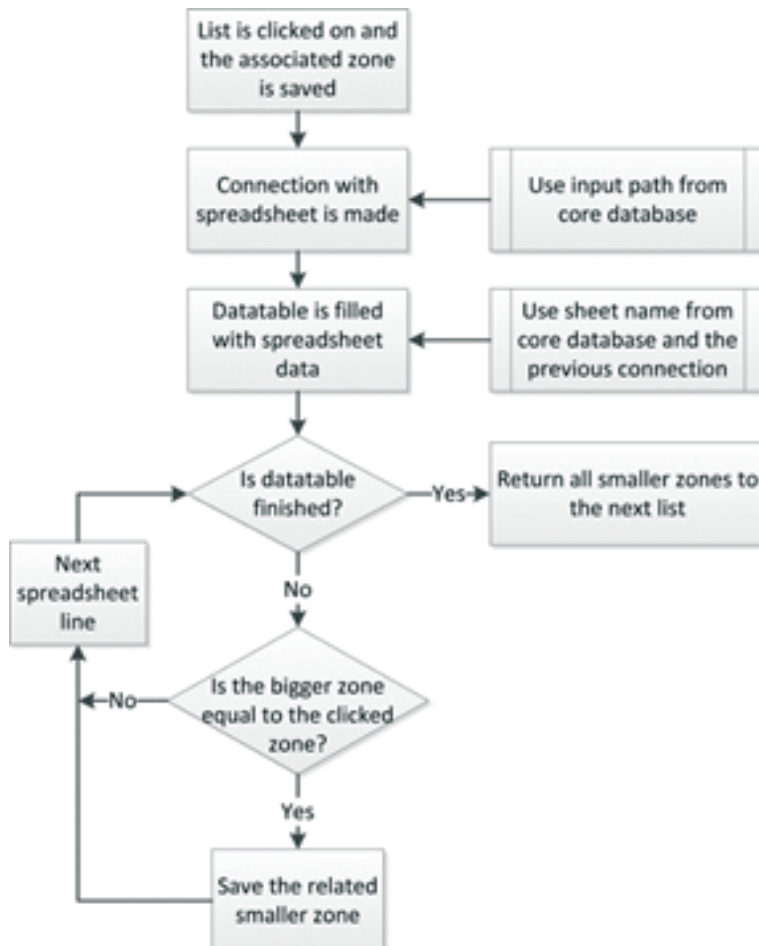 List is clicked on and
the associated zone
is saved
Connection with
spreadsheet is made
Use input path from
core database
Datatable is filled
with spreadsheet
data
Use sheet name from
core database and the
previous connection
Is datatable
finished?
Yes
Return all smaller zones to
the next list
Next
spreadsheet
line
No
Is the bigger zone
equal to the clicked
zone?
No
Yes
Save the related
smaller zone